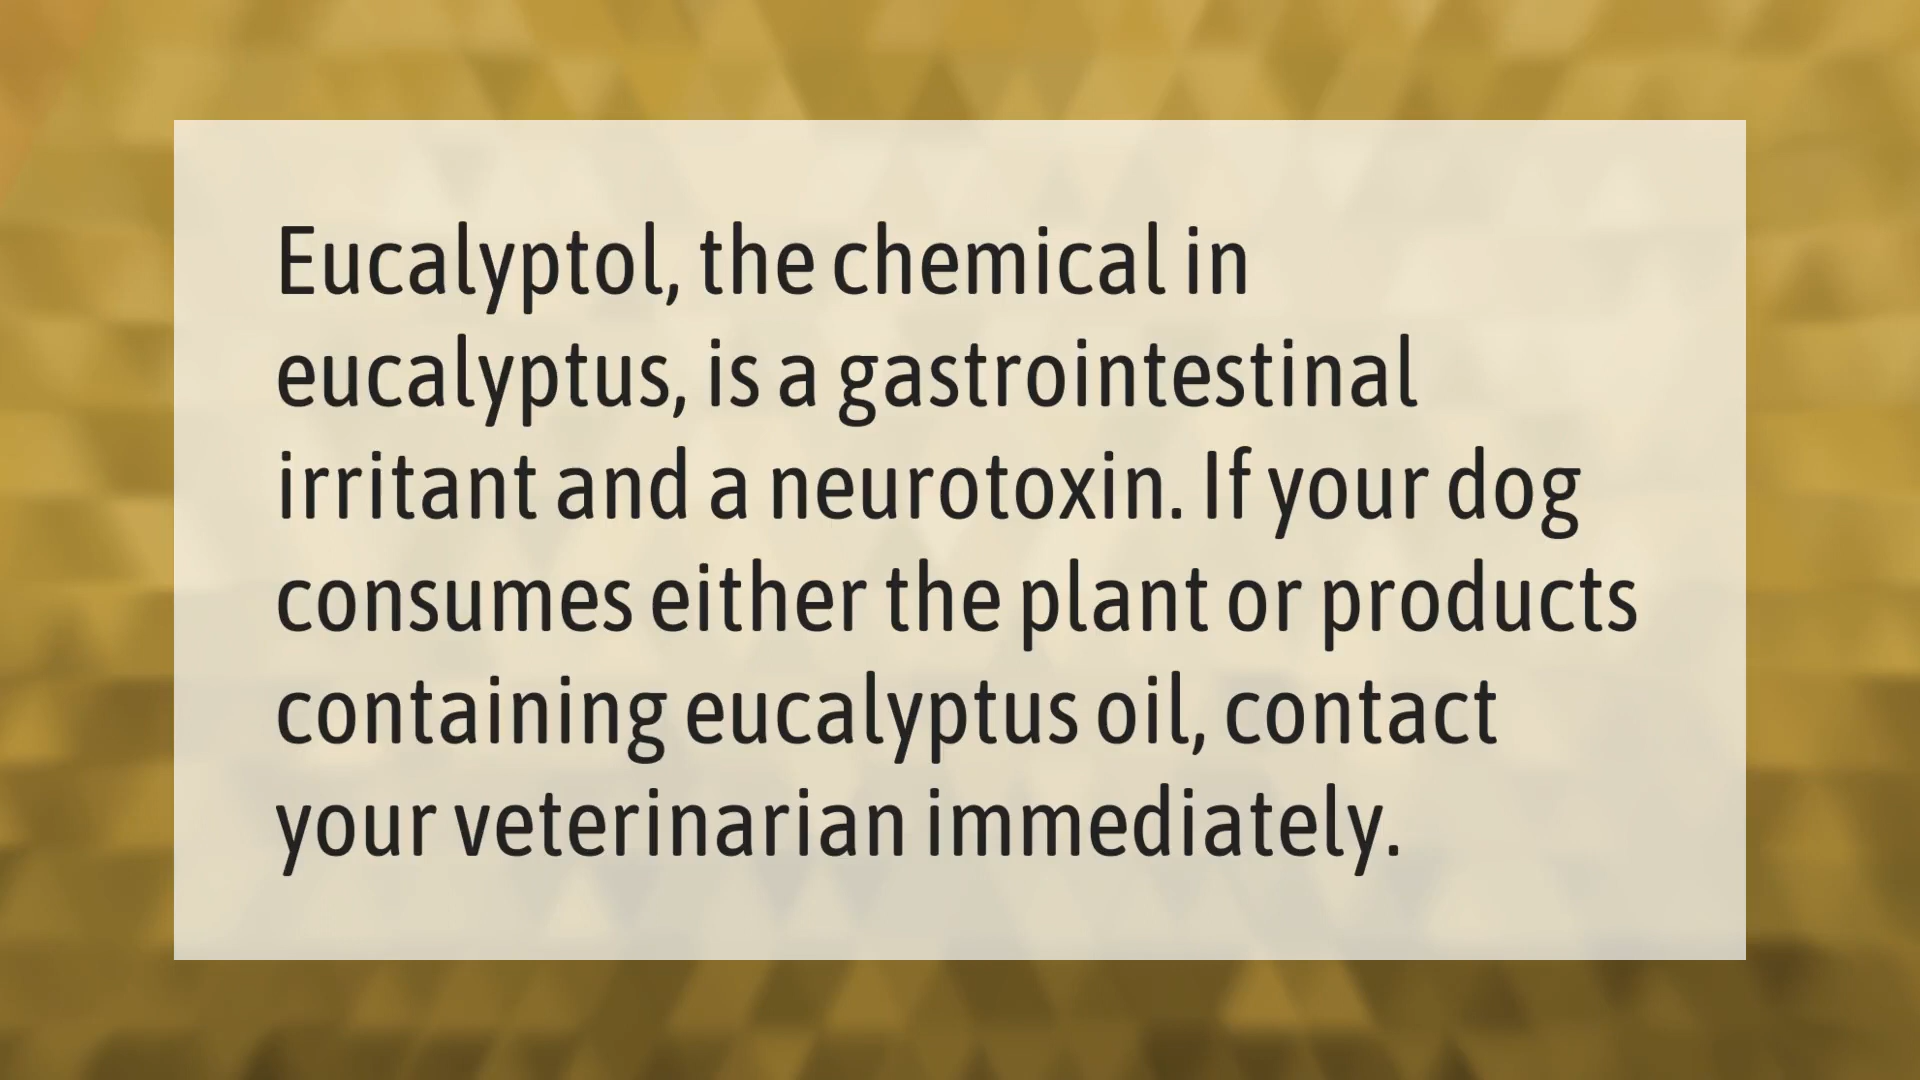 Eucalyptol, the chemical in
eucalyptus, is a gastrointestinal
irritant and a neurotoxin. If your dog
consumes either the plant or products
containing eucalyptus oil, contact
your veterinarian immediately.